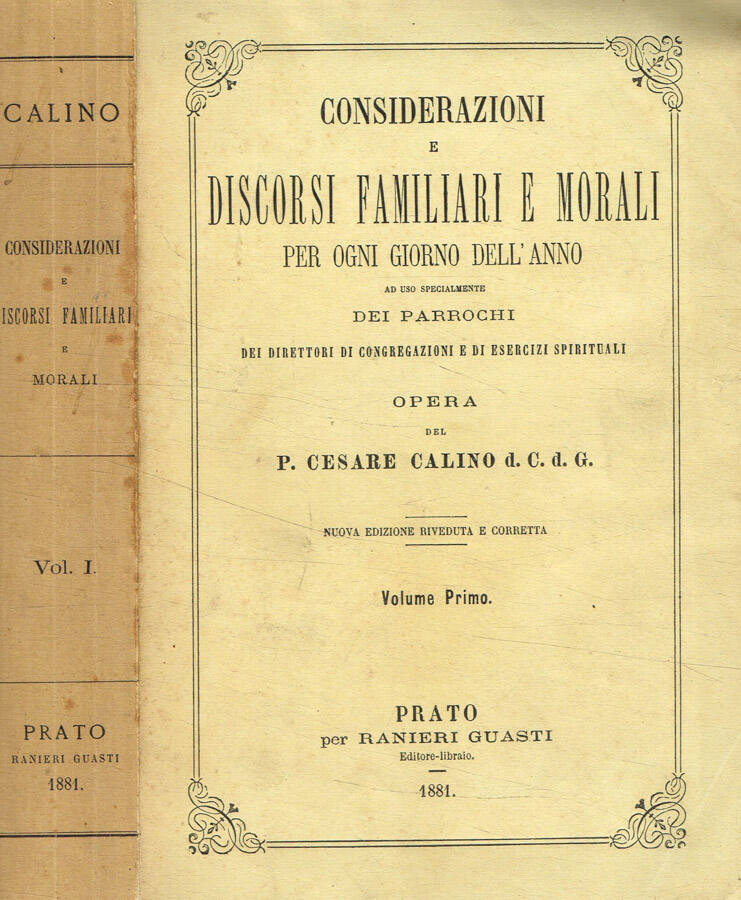 CALINO
CONSIDERAZIONI
E
ISCORSI FAMILIARI
E
MORALI
Vol. I.
PRATO
RANIERI GUASTI
1881.
CONSIDERAZIONI
E
DISCORSI FAMILIARI E MORALI
PER OGNI GIORNO DELL'ANNO
AD USO SPECIALMENTE
DEI PARROCHI
DEI DIRETTORI DI CONGREGAZIONI E DI ESERCIZI SPIRITUALI
OPERA
DEL
P. CESARE CALINO d. C. d. G.
NUOVA EDIZIONE RIVEDUTA E CORRETTA
Volume Primo.
PRATO
per RANIERI GUASTI
Editore-libraio.
1881.